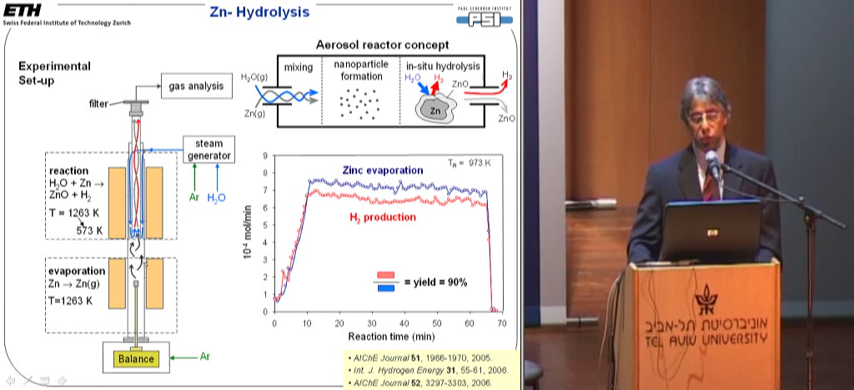 ETH
Swiss Federal Institute of Technology Zurich
Zn- Hydrolysis
PAUL SCHERRER INSTITUT
PSI
Experimental
Set-up
gas analysis
filter
steam
generator
Ar H₂O
reaction
H₂O + Zn →
ZnO + H₂
T = 1263 K
573 K
evaporation
Zn → Zn(g)
T=1263 K
Balance
Ar
Aerosol reactor concept
mixing
nanoparticle
formation
in-situ hydrolysis
H₂O(g)
Zn(g)
H₂O H₂
ZnO
Zn
H₂
ZnO
Zinc evaporation
T_R = 973 K
H₂ production
= yield = 90%
10⁻⁴ mol/min
9
8
7
6
5
4
3
2
1
0
0 10 20 30 40 50 60 70
Reaction time (min)
• AIChE Journal 51, 1966-1970, 2005.
• Int. J. Hydrogen Energy 31, 55-61, 2006.
• AIChE Journal 52, 3297-3303, 2006.
hp
אוניברסיטת תל-אביב
TEL AVIV UNIVERSITY